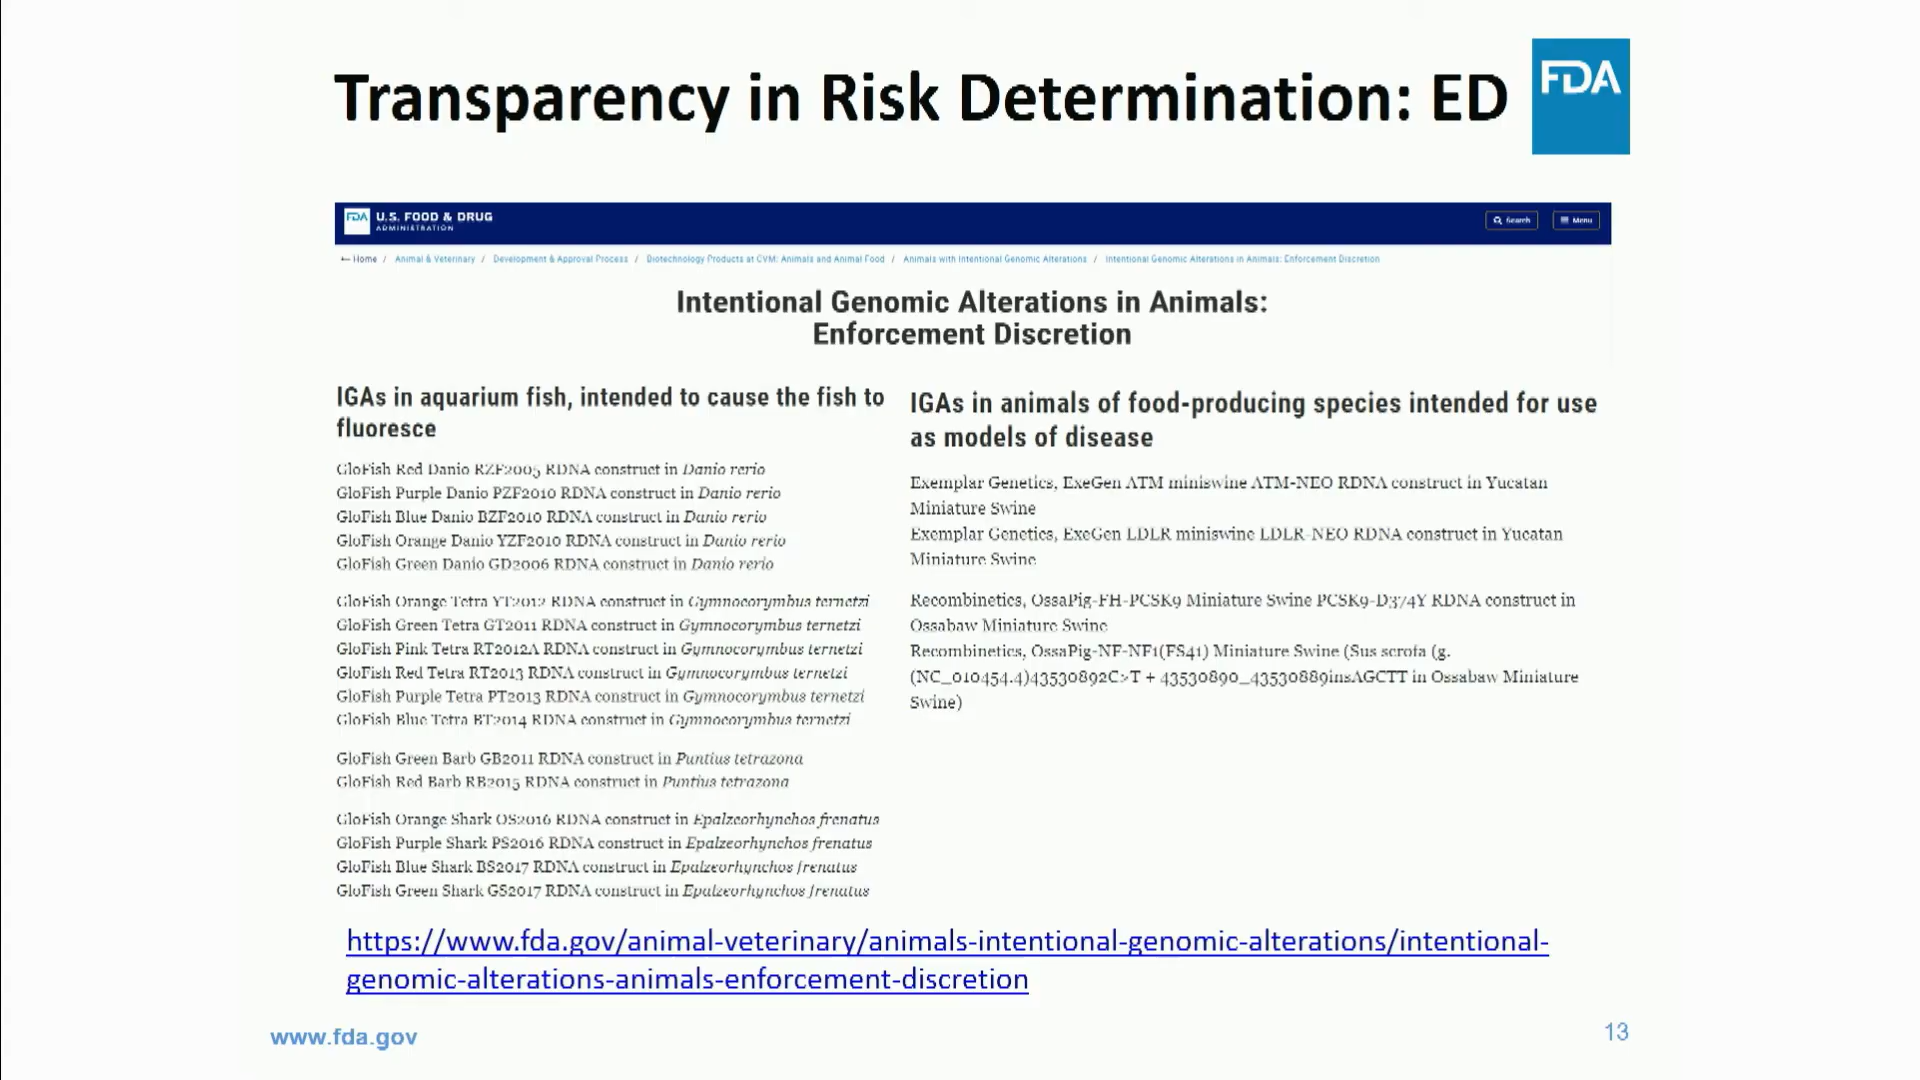 Transparency in Risk Determination: ED
FDA
FDA U.S. FOOD & DRUG
ADMINISTRATION
Search
Menu
Home / Animal & Veterinary / Development & Approval Process / Biotechnology Products at CVM: Animals and Animal Food / Animals with Intentional Genomic Alterations / Intentional Genomic Alterations in Animals: Enforcement Discretion
Intentional Genomic Alterations in Animals:
Enforcement Discretion
IGAs in aquarium fish, intended to cause the fish to
fluoresce
GloFish Red Danio RZF2005 RDNA construct in Danio rerio
GloFish Purple Danio PZF2010 RDNA construct in Danio rerio
GloFish Blue Danio BZF2010 RDNA construct in Danio rerio
GloFish Orange Danio YZF2010 RDNA construct in Danio rerio
GloFish Green Danio GD2006 RDNA construct in Danio rerio
GloFish Orange Tetra YT2012 RDNA construct in Gymnocorymbus ternetzi
GloFish Green Tetra GT2011 RDNA construct in Gymnocorymbus ternetzi
GloFish Pink Tetra RT2012A RDNA construct in Gymnocorymbus ternetzi
GloFish Red Tetra RT2013 RDNA construct in Gymnocorymbus ternetzi
GloFish Purple Tetra PT2013 RDNA construct in Gymnocorymbus ternetzi
GloFish Blue Tetra BT2014 RDNA construct in Gymnocorymbus ternetzi
GloFish Green Barb GB2011 RDNA construct in Puntius tetrazona
GloFish Red Barb RB2015 RDNA construct in Puntius tetrazona
GloFish Orange Shark OS2016 RDNA construct in Epalzeorhynchos frenatus
GloFish Purple Shark PS2016 RDNA construct in Epalzeorhynchos frenatus
GloFish Blue Shark BS2017 RDNA construct in Epalzeorhynchos frenatus
GloFish Green Shark GS2017 RDNA construct in Epalzeorhynchos frenatus
IGAs in animals of food-producing species intended for use
as models of disease
Exemplar Genetics, ExeGen ATM miniswine ATM-NEO RDNA construct in Yucatan
Miniature Swine
Exemplar Genetics, ExeGen LDLR miniswine LDLR-NEO RDNA construct in Yucatan
Miniature Swine
Recombinetics, OssaPig-FH-PCSK9 Miniature Swine PCSK9-D374Y RDNA construct in
Ossabaw Miniature Swine
Recombinetics, OssaPig-NF-NF1(FS41) Miniature Swine (Sus scrofa (g.
(NC_010454.4)43530892C>T + 43530890_43530889insAGCTT in Ossabaw Miniature
Swine)
https://www.fda.gov/animal-veterinary/animals-intentional-genomic-alterations/intentional-
genomic-alterations-animals-enforcement-discretion
www.fda.gov
13